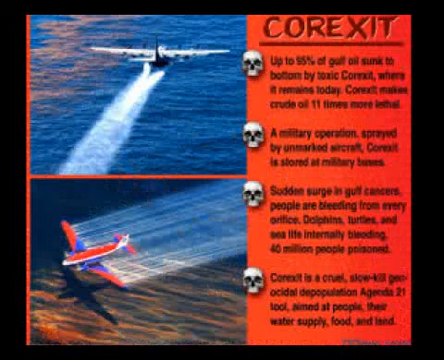 COREXIT
Up to 55% of gulf oil sunk to
bottom by toxic Corexit, where
it remains today. Corexit makes
crude oil 11 times more lethal.
A military operation, sprayed
by unmarked aircraft, Corexit
is stored at military bases.
Sudden surge in gulf cancers,
people are bleeding from every
orifice. Dolphins, turtles, and
sea life internally bleeding.
40 million people poisoned.
Corexit is a cruel, slow-kill gen-
ocidal depopulation Agenda 21
tool, aimed at people, their
water supply, food, and land.